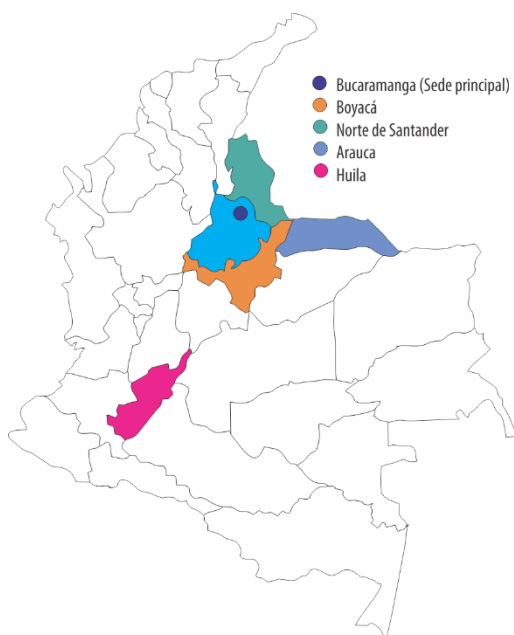 Bucaramanga (Sede principal)
Boyacá
Norte de Santander
Arauca
Huila